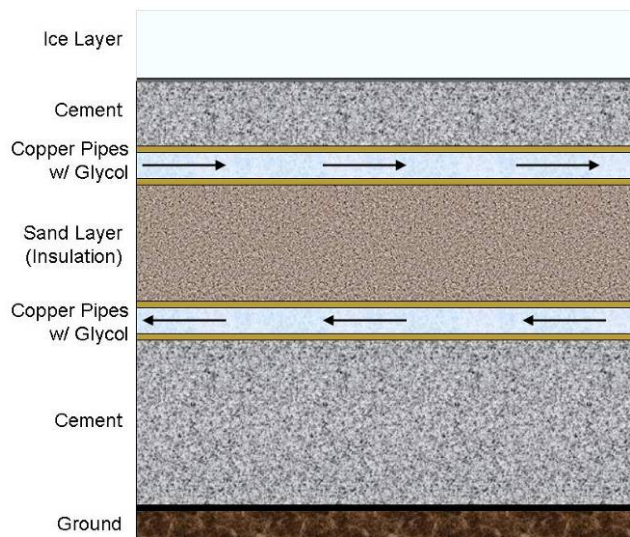 Ice Layer
Cement
Copper Pipes
w/ Glycol
Sand Layer
(Insulation)
Copper Pipes
w/ Glycol
Cement
Ground